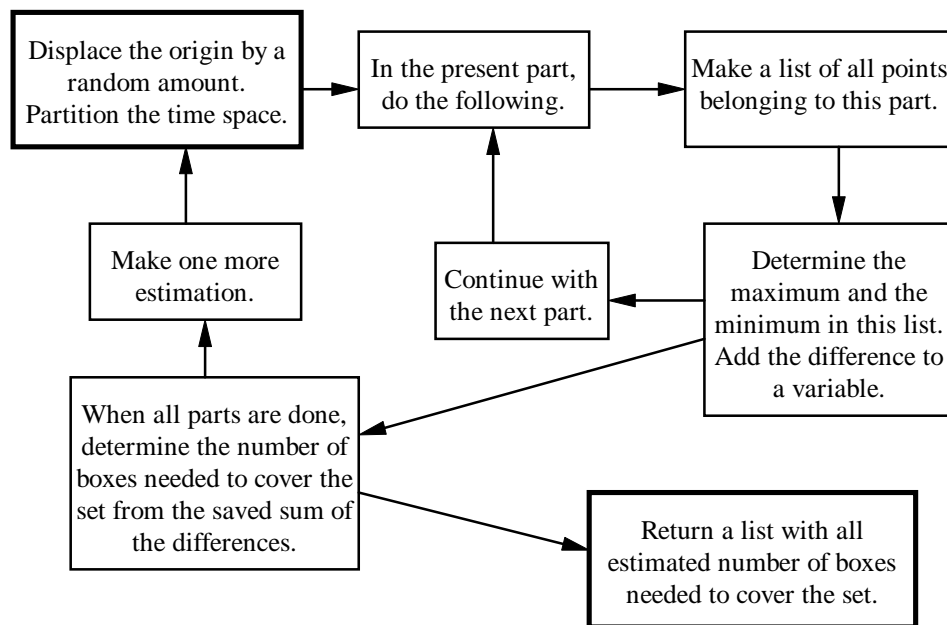 Displace the origin by a
random amount.
Partition the time space.
In the present part,
do the following.
Make a list of all points
belonging to this part.
Determine the
maximum and the
minimum in this list.
Add the difference to
a variable.
Continue with
the next part.
Make one more
estimation.
When all parts are done,
determine the number of
boxes needed to cover the
set from the saved sum of
the differences.
Return a list with all
estimated number of boxes
needed to cover the set.